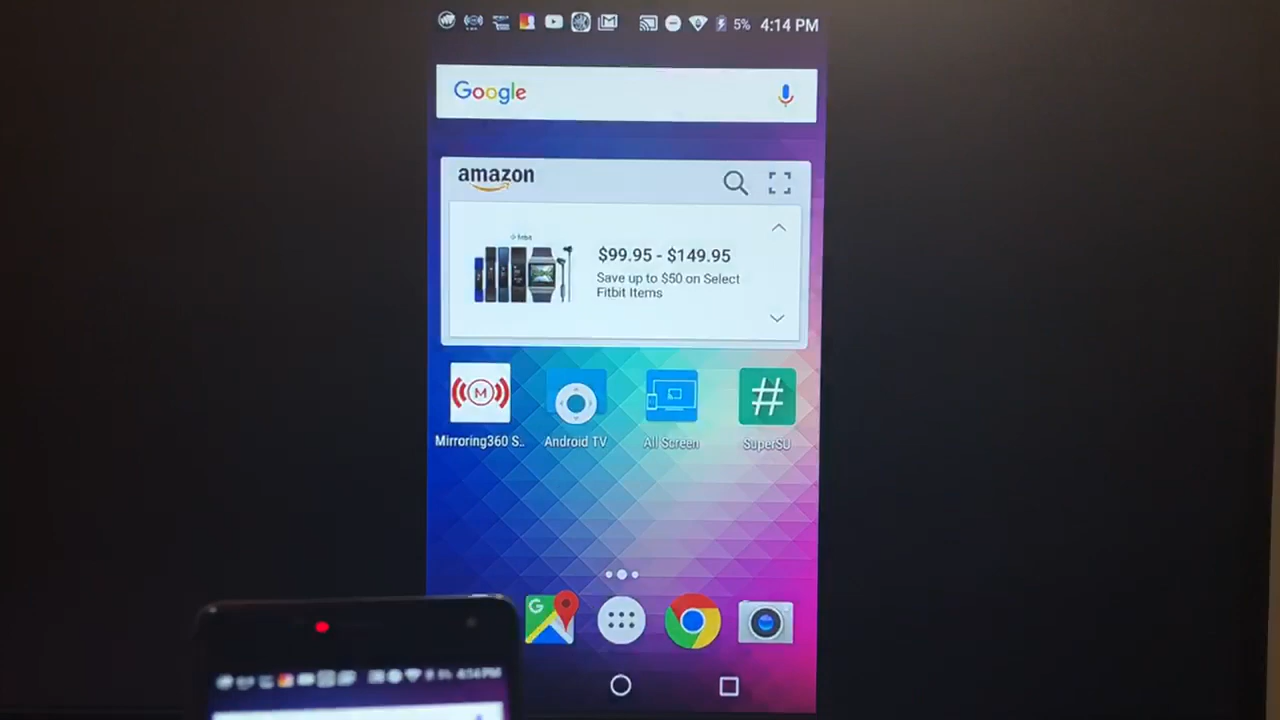 5% 4:14 PM
Google
amazon
fitbit
$99.95 - $149.95
Save up to $50 on Select
Fitbit Items
M
Mirroring360 S..
Android TV
All Screen
#
SuperSU
G